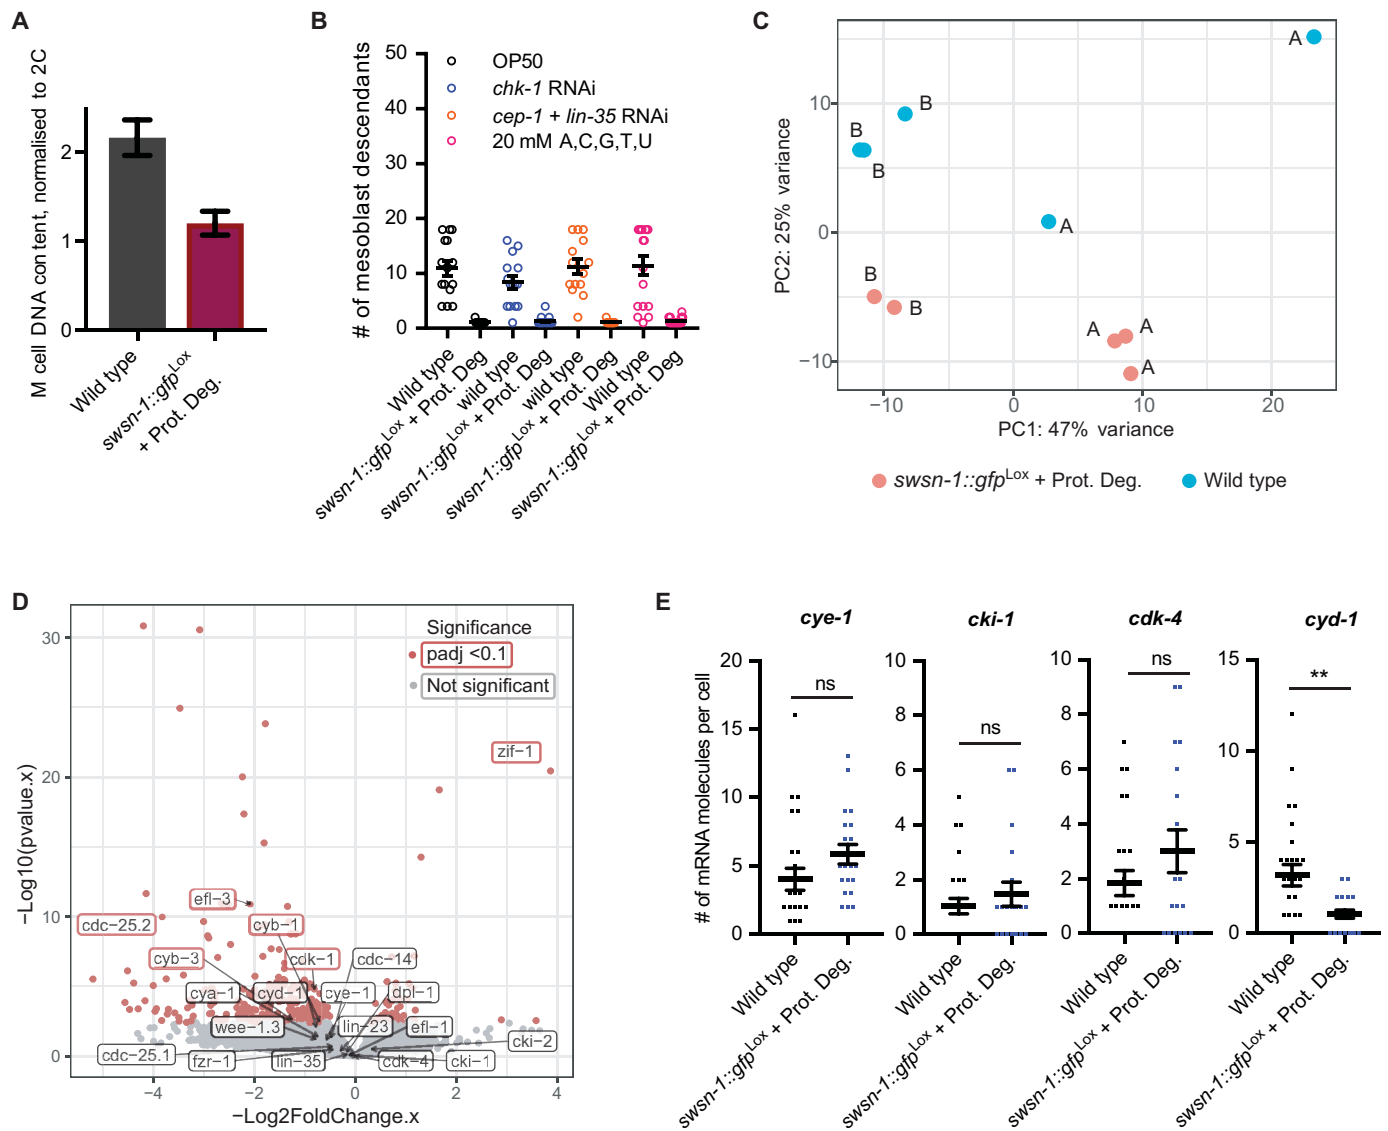 A
M cell DNA content, normalised to 2C
2
1
0
Wild type
swsn-1::gfpLox
+ Prot. Deg.
B
# of mesoblast descendants
50
40
30
20
10
0
OP50
chk-1 RNAi
cep-1 + lin-35 RNAi
20 mM A,C,G,T,U
Wild type
swsn-1::gfpLox + Prot. Deg
wild type
swsn-1::gfpLox + Prot. Deg
wild type
swsn-1::gfpLox + Prot. Deg
Wild type
swsn-1::gfpLox + Prot. Deg
C
PC2: 25% variance
10
0
−10
A
B
B
B
A
B
B
A
A
A
−10
0
10
20
PC1: 47% variance
swsn-1::gfpLox + Prot. Deg.
Wild type
D
−Log10(pvalue.x)
30
20
10
0
Significance
padj <0.1
Not significant
zif−1
efl−3
cdc−25.2
cyb−1
cyb−3
cdk−1
cdc−14
cya−1
cyd−1
cye−1
dpl−1
wee−1.3
lin−23
efl−1
cki−2
cdc−25.1
fzr−1
lin−35
cdk−4
cki−1
−4
−2
0
2
4
−Log2FoldChange.x
E
# of mRNA molecules per cell
cye-1
20
15
10
5
0
ns
Wild type
swsn-1::gfpLox + Prot. Deg.
cki-1
10
8
6
4
2
0
ns
Wild type
swsn-1::gfpLox + Prot. Deg.
cdk-4
10
8
6
4
2
0
ns
Wild type
swsn-1::gfpLox + Prot. Deg.
cyd-1
15
10
5
0
**
Wild type
swsn-1::gfpLox + Prot. Deg.